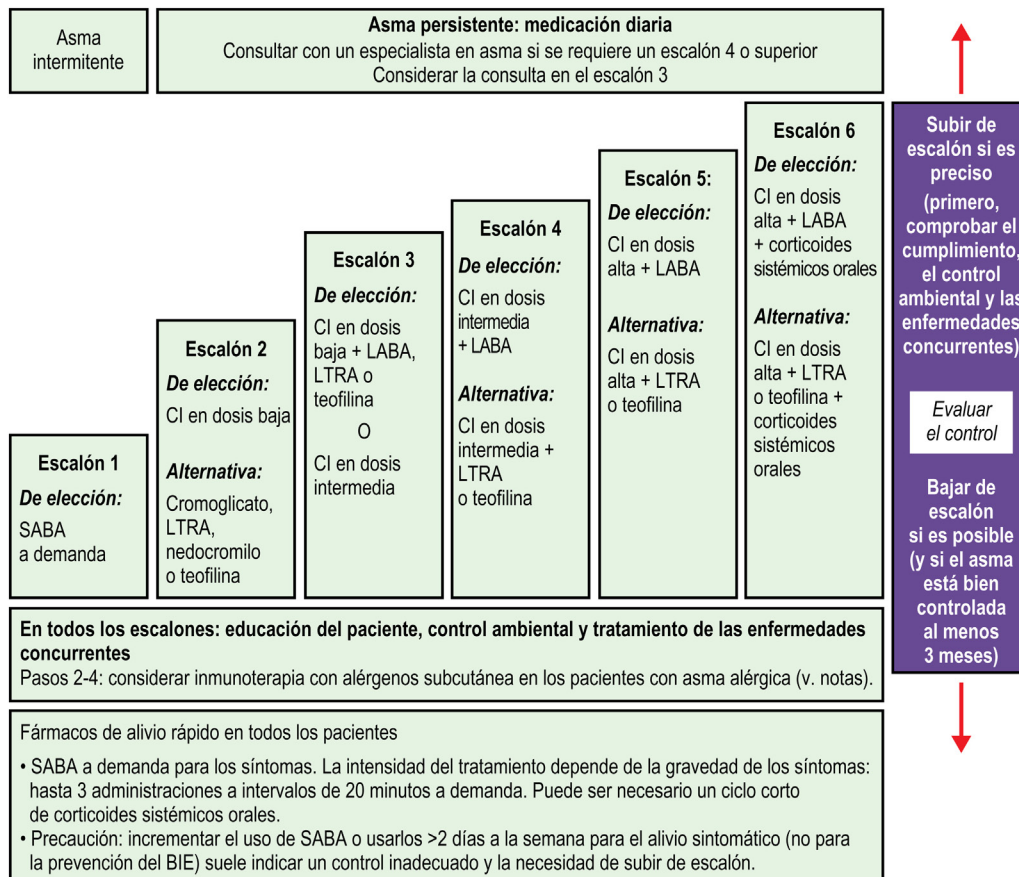 Asma
intermitente
Asma persistente: medicación diaria
Consultar con un especialista en asma si se requiere un escalón 4 o superior
Considerar la consulta en el escalón 3
Escalón 1
De elección:
SABA
a demanda
Escalón 2
De elección:
CI en dosis baja
Alternativa:
Cromoglicato,
LTRA,
nedocromilo
o teofilina
Escalón 3
De elección:
CI en dosis
baja + LABA,
LTRA o
teofilina
O
CI en dosis
intermedia
Escalón 4
De elección:
CI en dosis
intermedia
+ LABA
Alternativa:
CI en dosis
intermedia +
LTRA
o teofilina
Escalón 5:
De elección:
CI en dosis
alta + LABA
Alternativa:
CI en dosis
alta + LTRA
o teofilina
Escalón 6
De elección:
CI en dosis
alta + LABA
+ corticoides
sistémicos orales
Alternativa:
CI en dosis
alta + LTRA
o teofilina +
corticoides
sistémicos
orales
Subir de
escalón si es
preciso
(primero,
comprobar el
cumplimiento,
el control
ambiental y las
enfermedades
concurrentes)
Evaluar
el control
Bajar de
escalón
si es posible
(y si el asma
está bien
controlada
al menos
3 meses)
En todos los escalones: educación del paciente, control ambiental y tratamiento de las enfermedades
concurrentes
Pasos 2-4: considerar inmunoterapia con alérgenos subcutánea en los pacientes con asma alérgica (v. notas).
Fármacos de alivio rápido en todos los pacientes
• SABA a demanda para los síntomas. La intensidad del tratamiento depende de la gravedad de los síntomas:
hasta 3 administraciones a intervalos de 20 minutos a demanda. Puede ser necesario un ciclo corto
de corticoides sistémicos orales.
• Precaución: incrementar el uso de SABA o usarlos >2 días a la semana para el alivio sintomático (no para
la prevención del BIE) suele indicar un control inadecuado y la necesidad de subir de escalón.